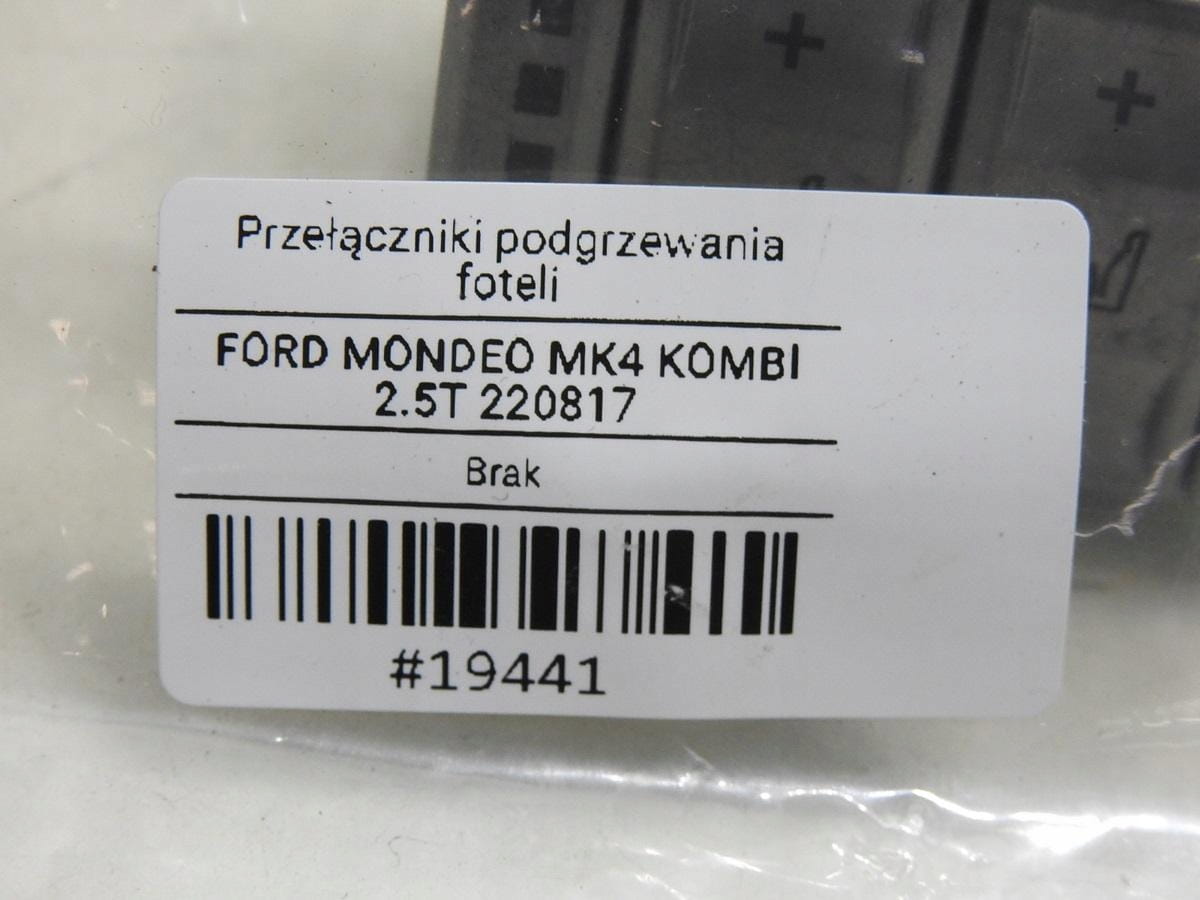 +
+
Przełączniki podgrzewania
foteli
FORD MONDEO MK4 KOMBI
2.5T 220817
Brak
#19441